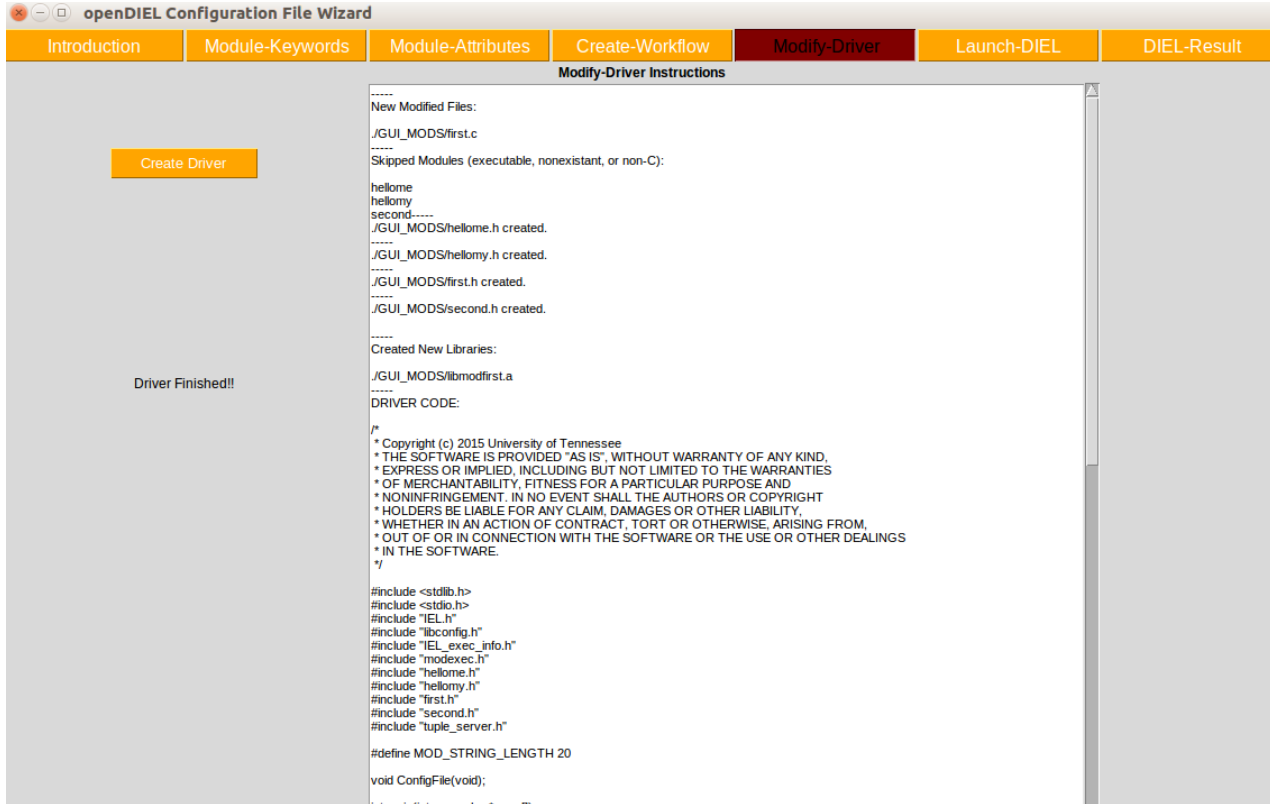 openDIEL Configuration File Wizard
Introduction
Module-Keywords
Module-Attributes
Create-Workflow
Modify-Driver
Launch-DIEL
DIEL-Result
Modify-Driver Instructions
Create Driver
Driver Finished!!
-----
New Modified Files:
./GUI_MODS/first.c
-----
Skipped Modules (executable, nonexistant, or non-C):
hellome
hellomy
second-----
./GUI_MODS/hellome.h created.
-----
./GUI_MODS/hellomy.h created.
-----
./GUI_MODS/first.h created.
-----
./GUI_MODS/second.h created.
-----
Created New Libraries:
./GUI_MODS/libmodfirst.a
-----
DRIVER CODE:
/*
* Copyright (c) 2015 University of Tennessee
* THE SOFTWARE IS PROVIDED "AS IS", WITHOUT WARRANTY OF ANY KIND,
* EXPRESS OR IMPLIED, INCLUDING BUT NOT LIMITED TO THE WARRANTIES
* OF MERCHANTABILITY, FITNESS FOR A PARTICULAR PURPOSE AND
* NONINFRINGEMENT. IN NO EVENT SHALL THE AUTHORS OR COPYRIGHT
* HOLDERS BE LIABLE FOR ANY CLAIM, DAMAGES OR OTHER LIABILITY,
* WHETHER IN AN ACTION OF CONTRACT, TORT OR OTHERWISE, ARISING FROM,
* OUT OF OR IN CONNECTION WITH THE SOFTWARE OR THE USE OR OTHER DEALINGS
* IN THE SOFTWARE.
*/
#include <stdlib.h>
#include <stdio.h>
#include "IEL.h"
#include "libconfig.h"
#include "IEL_exec_info.h"
#include "modexec.h"
#include "hellome.h"
#include "hellomy.h"
#include "first.h"
#include "second.h"
#include "tuple_server.h"
#define MOD_STRING_LENGTH 20
void ConfigFile(void);